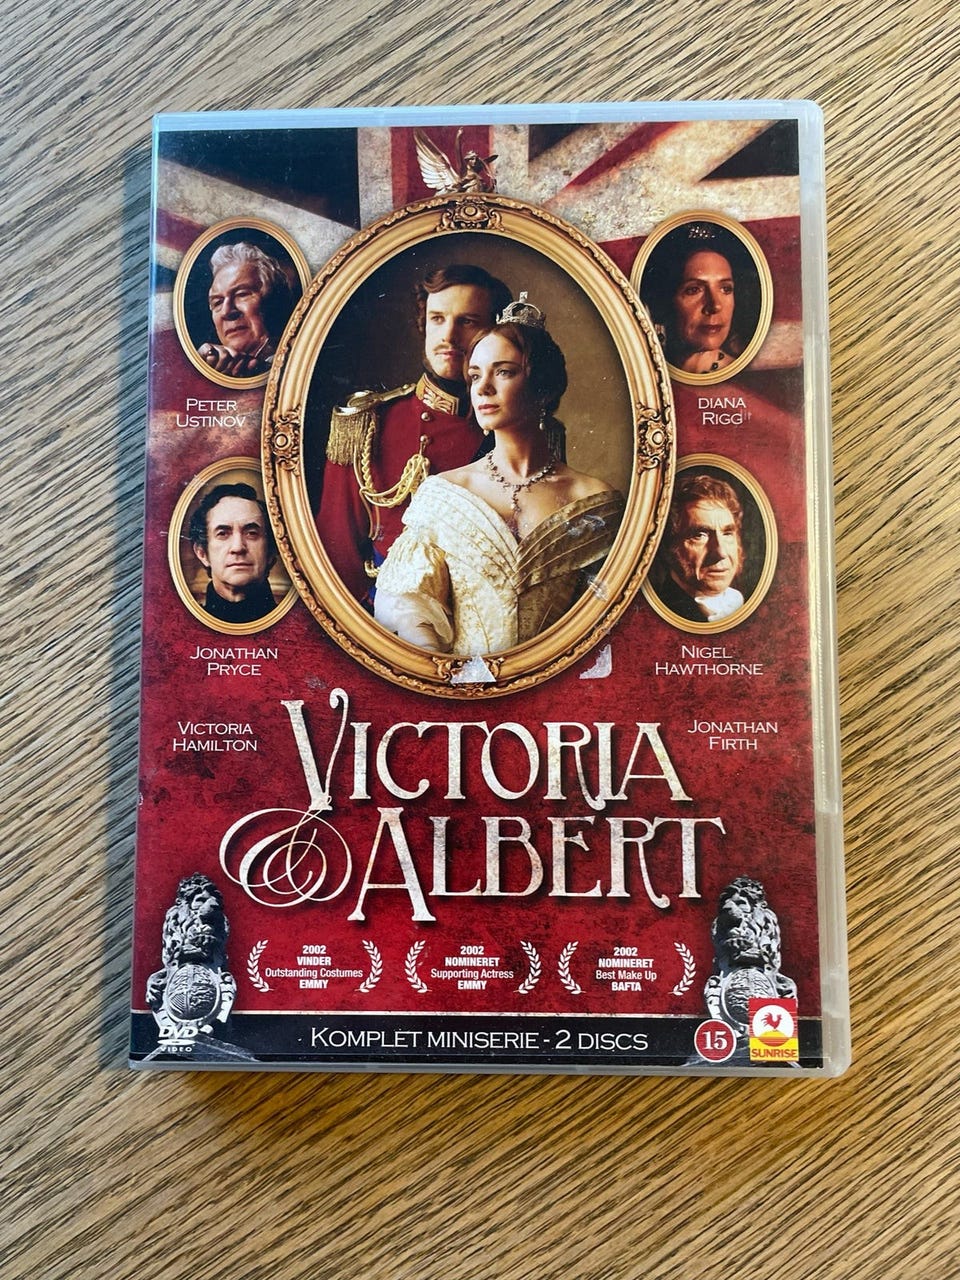 PETER
USTINOV
DIANA
RIGG
JONATHAN
PRYCE
NIGEL
HAWTHORNE
VICTORIA
HAMILTON
JONATHAN
FIRTH
VICTORIA
& ALBERT
2002
VINDER
Outstanding Costumes
EMMY
2002
NOMINERET
Supporting Actress
EMMY
2002
NOMINERET
Best Make Up
BAFTA
DVD
VIDEO
KOMPLET MINISERIE - 2 DISCS
15
SUNRISE